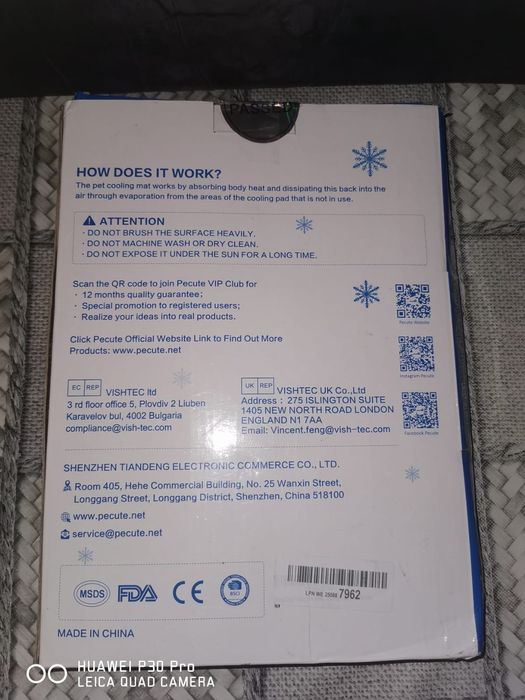 PASSED
HOW DOES IT WORK?
The pet cooling mat works by absorbing body heat and dissipating this back into the
air through evaporation from the areas of the cooling pad that is not in use.
ATTENTION
· DO NOT BRUSH THE SURFACE HEAVILY.
· DO NOT MACHINE WASH OR DRY CLEAN.
· DO NOT EXPOSE IT UNDER THE SUN FOR A LONG TIME.
Scan the QR code to join Pecute VIP Club for
· 12 months quality guarantee;
· Special promotion to registered users;
· Realize your ideas into real products.
Pecute Website
Click Pecute Official Website Link to Find Out More
Products: www.pecute.net
Instagram Pecute
EC REP
VISHTEC ltd
3 rd floor office 5, Plovdiv 2 Liuben
Karavelov bul, 4002 Bulgaria
compliance@vish-tec.com
UK REP
VISHTEC UK Co.,Ltd
Address : 275 ISLINGTON SUITE
1405 NEW NORTH ROAD LONDON
ENGLAND N1 7AA
Email: Vincent.feng@vish-tec.com
Facebook Pecute
SHENZHEN TIANDENG ELECTRONIC COMMERCE CO., LTD.
Room 405, Hehe Commercial Building, No. 25 Wanxin Street,
Longgang Street, Longgang District, Shenzhen, China 518100
www.pecute.net
service@pecute.net
MSDS FDA CE BSCI
7962
MADE IN CHINA
HUAWEI P30 Pro
LEICA QUAD CAMERA